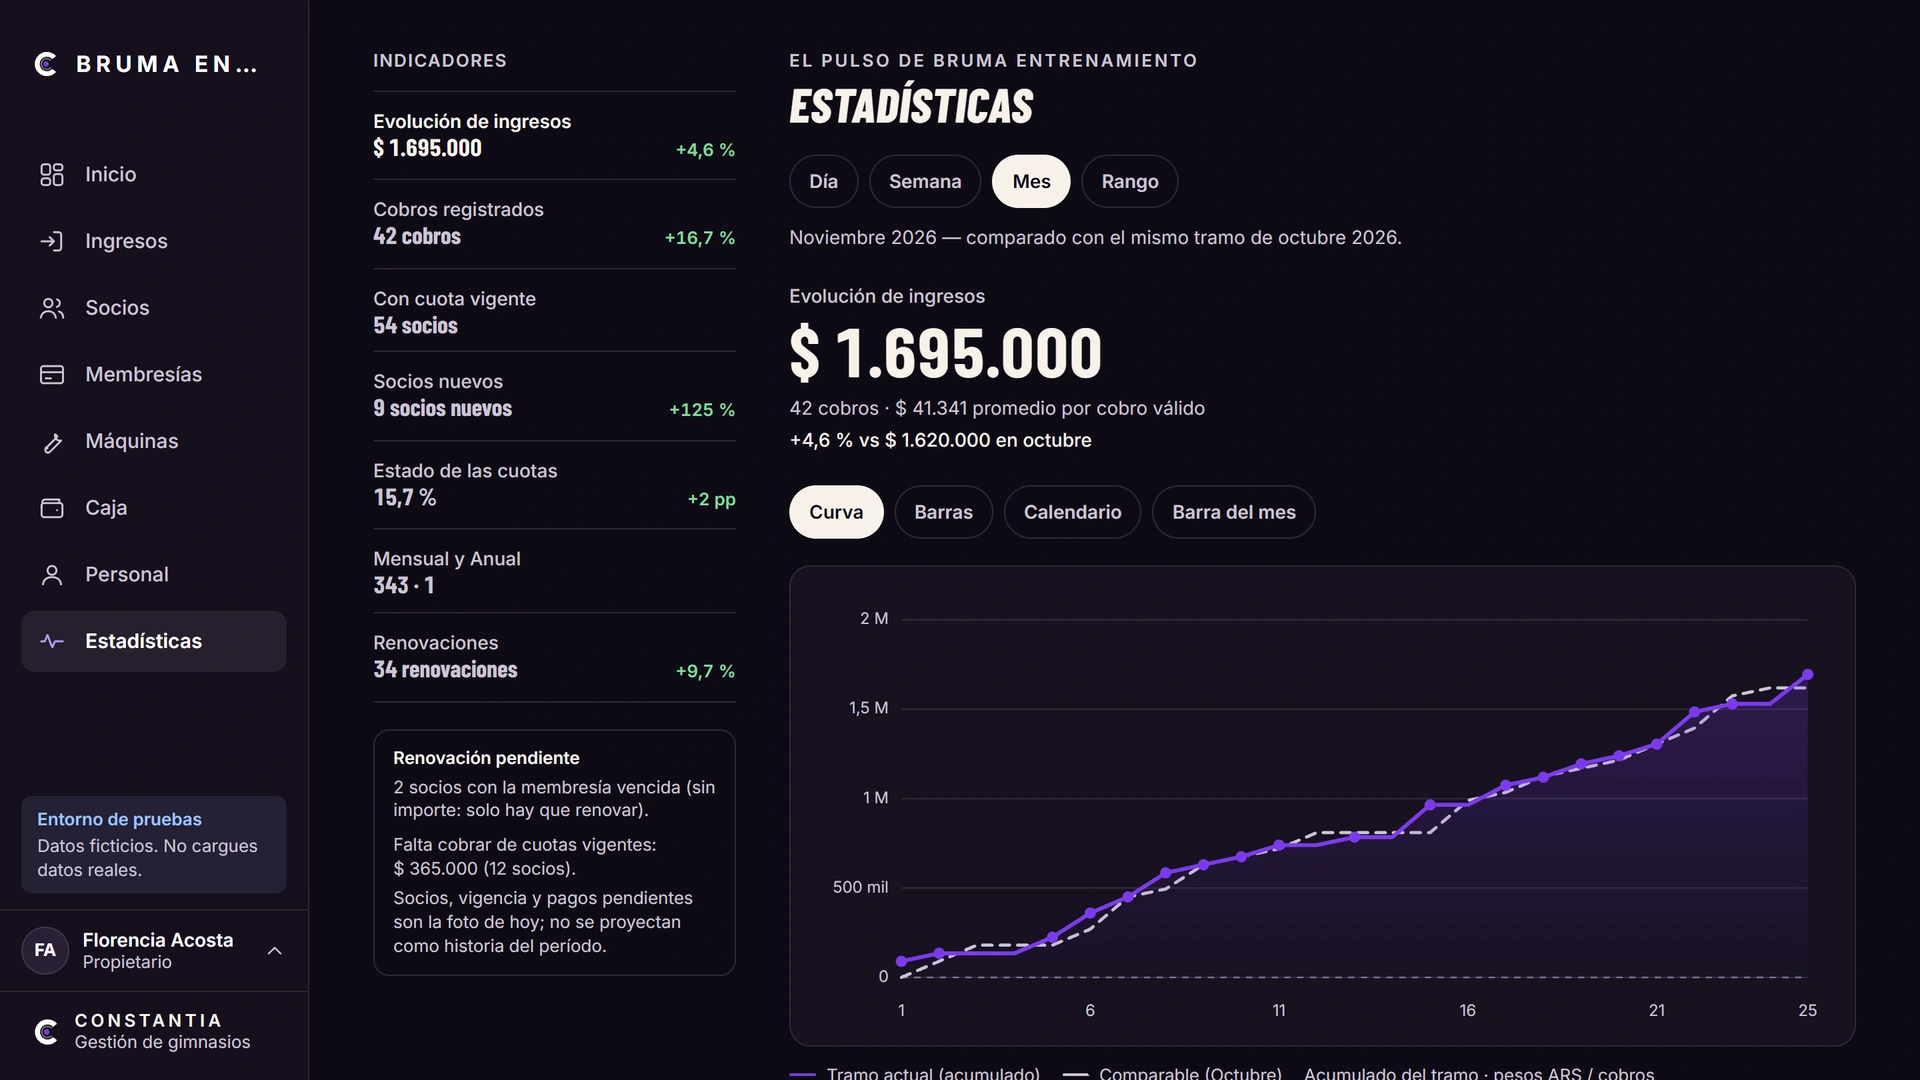 BRUMA EN…
Inicio
Ingresos
Socios
Membresías
Máquinas
Caja
Personal
Estadísticas
Entorno de pruebas
Datos ficticios. No cargues
datos reales.
FA
Florencia Acosta
Propietario
CONSTANTIA
Gestión de gimnasios
INDICADORES
Evolución de ingresos
$ 1.695.000
+4,6 %
Cobros registrados
42 cobros
+16,7 %
Con cuota vigente
54 socios
Socios nuevos
9 socios nuevos
+125 %
Estado de las cuotas
15,7 %
+2 pp
Mensual y Anual
343 · 1
Renovaciones
34 renovaciones
+9,7 %
Renovación pendiente
2 socios con la membresía vencida (sin
importe: solo hay que renovar).
Falta cobrar de cuotas vigentes:
$ 365.000 (12 socios).
Socios, vigencia y pagos pendientes
son la foto de hoy; no se proyectan
como historia del período.
EL PULSO DE BRUMA ENTRENAMIENTO
ESTADÍSTICAS
Día
Semana
Mes
Rango
Noviembre 2026 — comparado con el mismo tramo de octubre 2026.
Evolución de ingresos
$ 1.695.000
42 cobros · $ 41.341 promedio por cobro válido
+4,6 % vs $ 1.620.000 en octubre
Curva
Barras
Calendario
Barra del mes
2 M
1,5 M
1 M
500 mil
0
1
6
11
16
21
25
Tramo actual (acumulado)
Comparable (Octubre)
Acumulado del tramo · pesos ARS / cobros